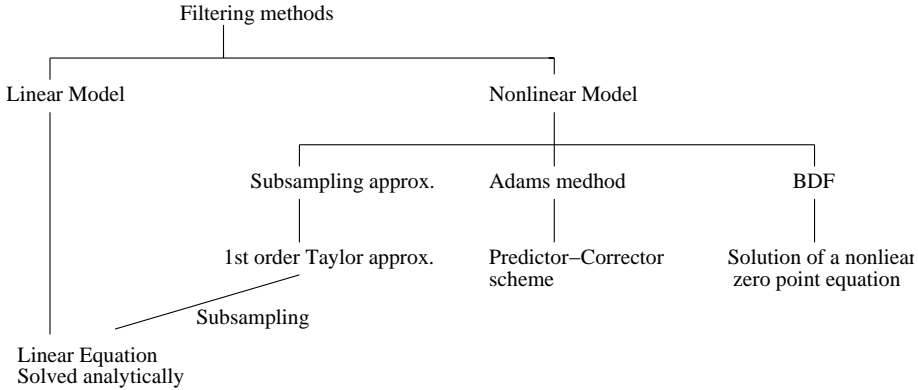 Filtering methods
Linear Model
Nonlinear Model
Subsampling approx.
Adams medhod
BDF
1st order Taylor approx.
Predictor−Corrector
scheme
Solution of a nonlinear
zero point equation
Subsampling
Linear Equation
Solved analytically